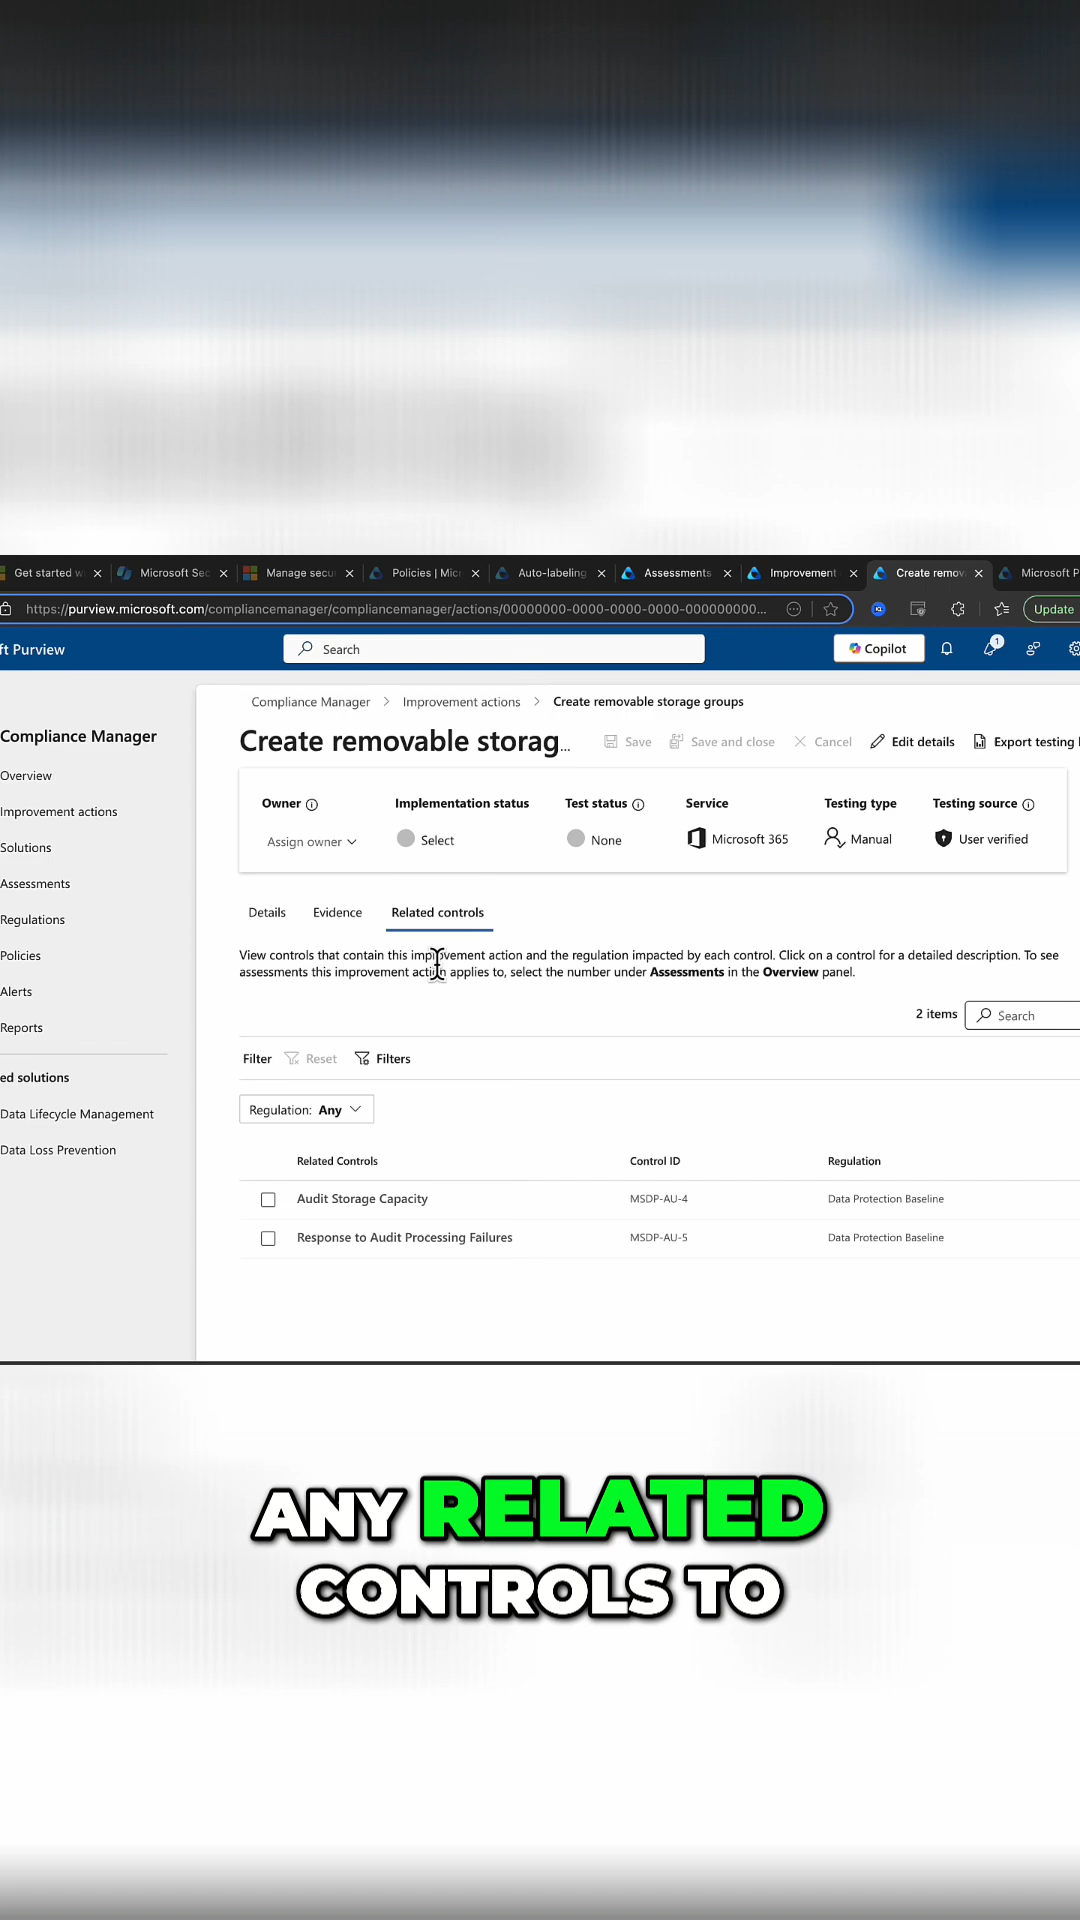 Get started w
Microsoft Sec
Manage secu
Policies | Mic
Auto-labeling
Assessments
Improvement
Create remov
Microsoft P
https://purview.microsoft.com/compliancemanager/compliancemanager/actions/00000000-0000-0000-0000-000000000...
Update
ft Purview
Search
Copilot
1
Compliance Manager
Overview
Improvement actions
Solutions
Assessments
Regulations
Policies
Alerts
Reports
ed solutions
Data Lifecycle Management
Data Loss Prevention
Compliance Manager > Improvement actions > Create removable storage groups
Create removable storag...
Save
Save and close
Cancel
Edit details
Export testing
Owner
Assign owner
Implementation status
Select
Test status
None
Service
Microsoft 365
Testing type
Manual
Testing source
User verified
Details
Evidence
Related controls
View controls that contain this improvement action and the regulation impacted by each control. Click on a control for a detailed description. To see
assessments this improvement action applies to, select the number under Assessments in the Overview panel.
2 items
Search
Filter
Reset
Filters
Regulation: Any
Related Controls Control ID Regulation
Audit Storage Capacity MSDP-AU-4 Data Protection Baseline
Response to Audit Processing Failures MSDP-AU-5 Data Protection Baseline
ANY RELATED
CONTROLS TO